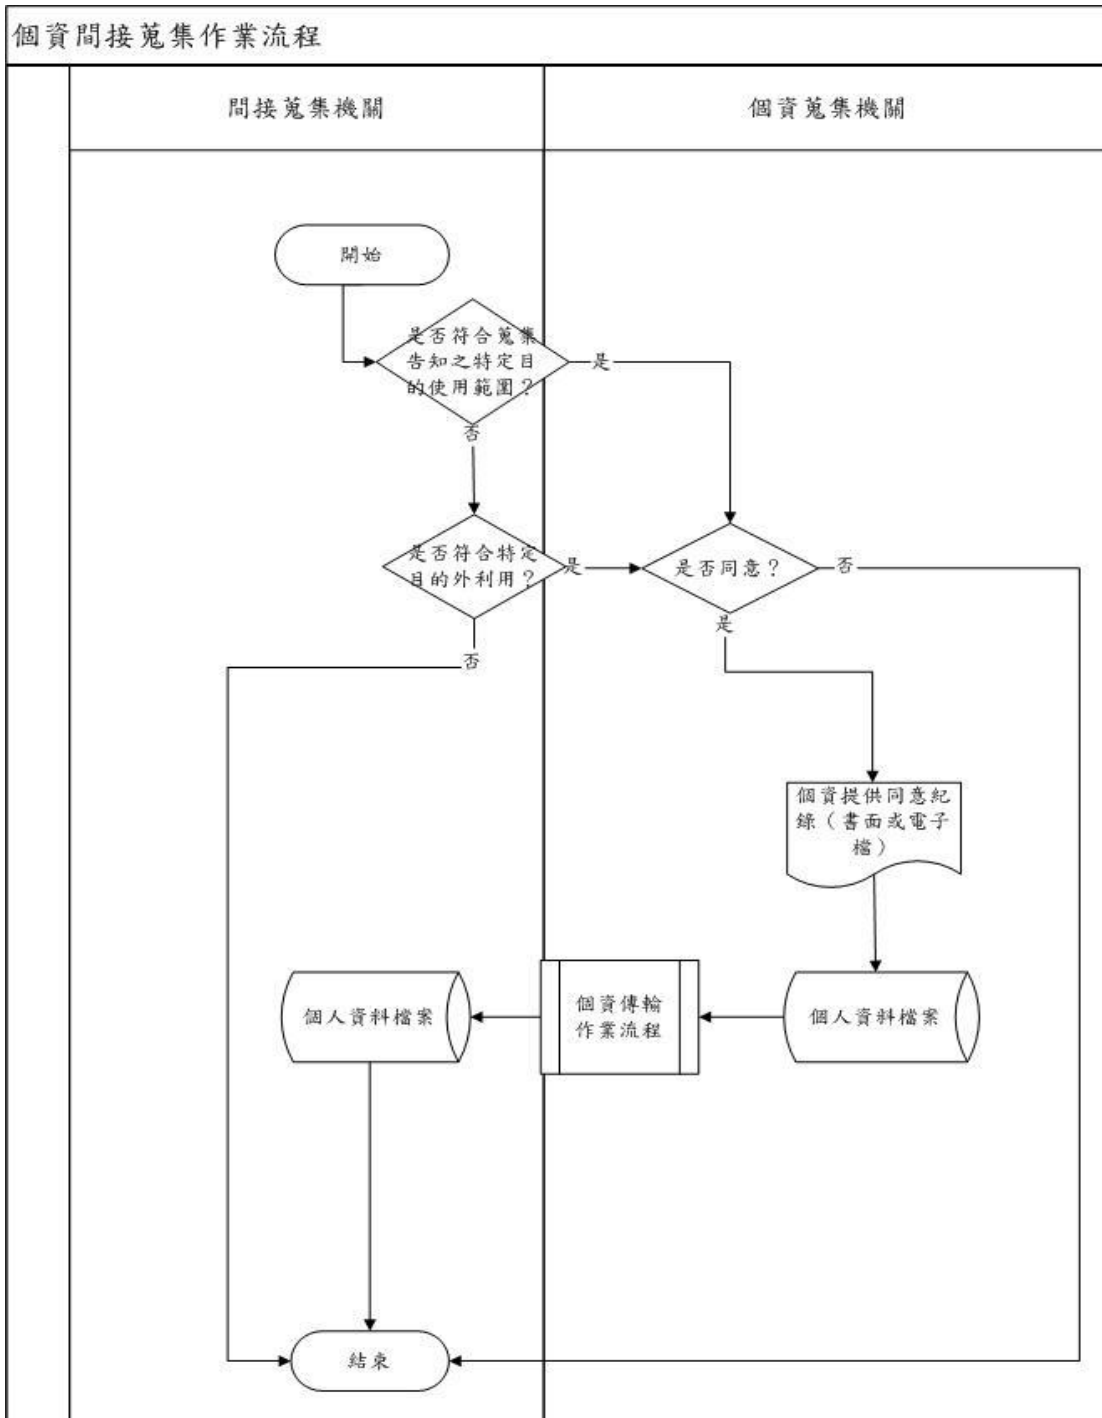 個資間接蒐集作業流程
間接蒐集機關
個資蒐集機關
開始
是否符合蒐集
告知之特定目
的使用範圍？
是
否
是否符合特定
目的外利用？
是
是否同意？
否
是
否
個資提供同意紀
錄（書面或電子
檔）
個人資料檔案
個資傳輸
作業流程
個人資料檔案
結束